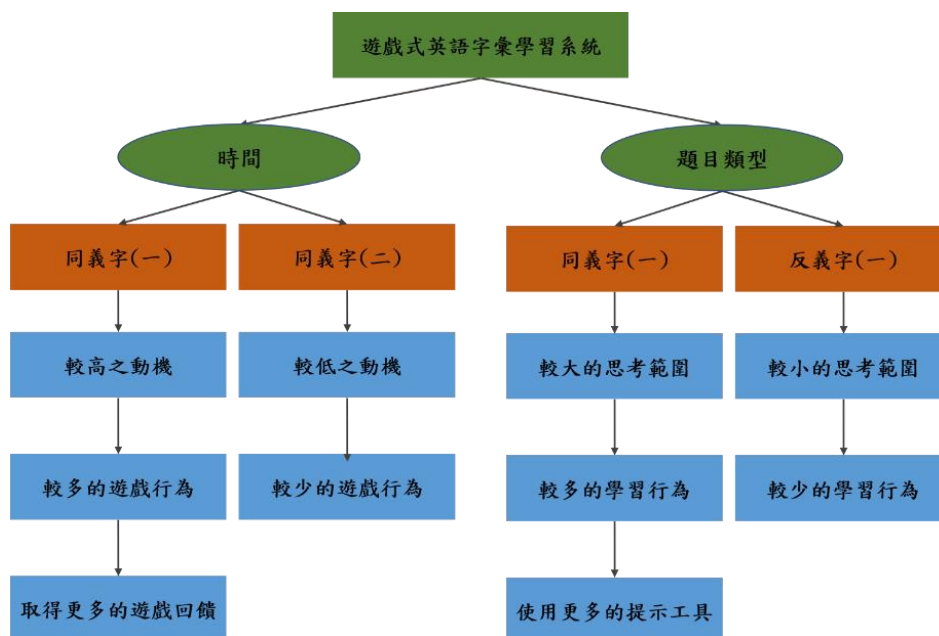 遊戲式英語字彙學習系統
時間
題目類型
同義字(一)
同義字(二)
同義字(一)
反義字(一)
較高之動機
較低之動機
較大的思考範圍
較小的思考範圍
較多的遊戲行為
較少的遊戲行為
較多的學習行為
較少的學習行為
取得更多的遊戲回饋
使用更多的提示工具